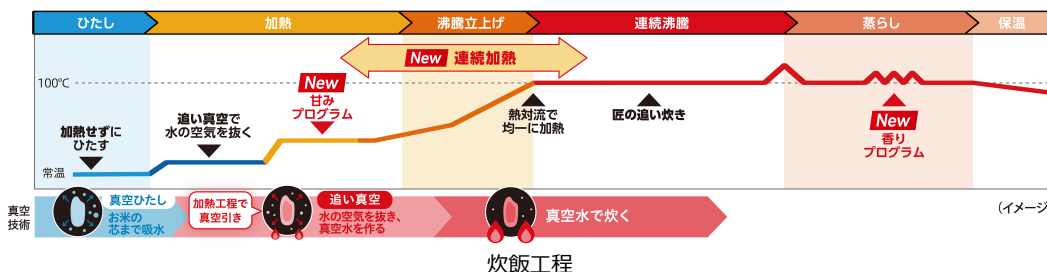 ひたし
加熱
沸騰立上げ
連続沸騰
蒸らし
保温
New 連続加熱
100℃
New
甘み
プログラム
追い真空で
水の空気を抜く
加熱せずに
ひたす
熱対流で
均一に加熱
匠の追い炊き
New
香り
プログラム
常温
真空
技術
真空ひたし
お米の
芯まで吸水
加熱工程で
真空引き
追い真空
水の空気を抜き、
真空水を作る
真空水で炊く
(イメージ
炊飯工程